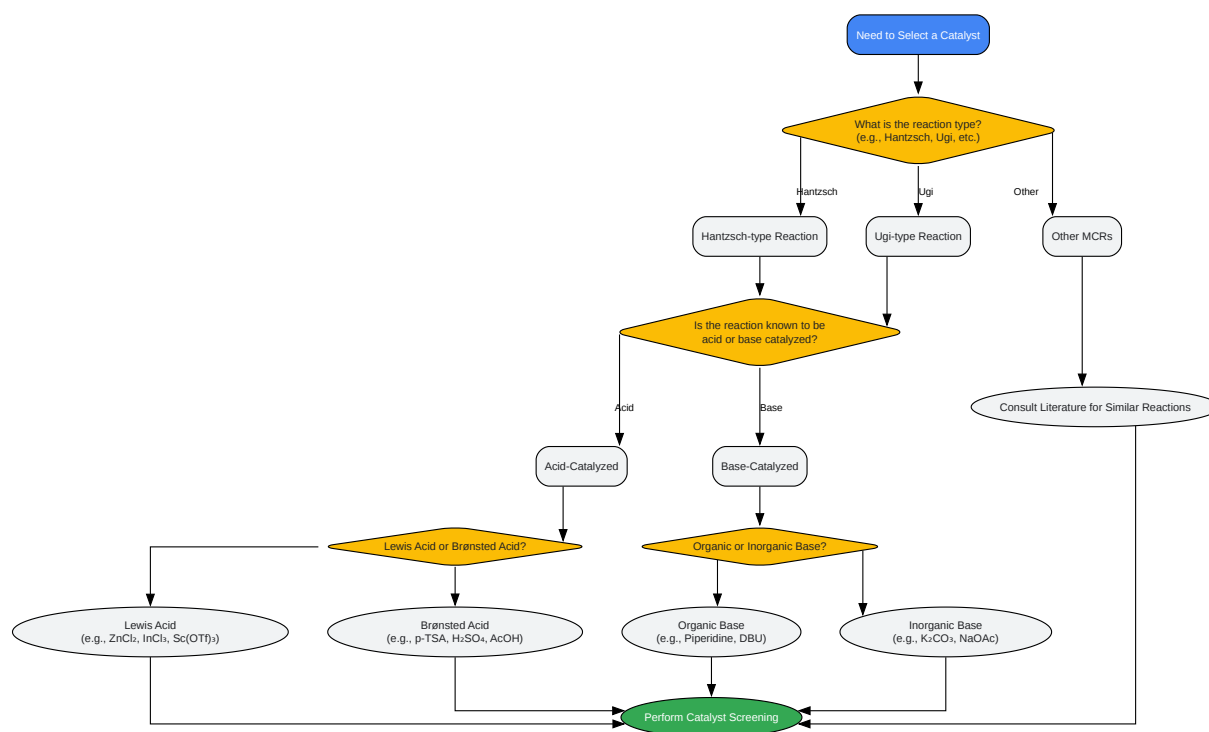 Need to Select a Catalyst
What is the reaction type?
(e.g., Hantzsch, Ugi, etc.)
Hantzsch
Ugi
Other
Hantzsch-type Reaction
Ugi-type Reaction
Other MCRs
Is the reaction known to be
acid or base catalyzed?
Acid
Base
Consult Literature for Similar Reactions
Acid-Catalyzed
Base-Catalyzed
Lewis Acid or Brønsted Acid?
Organic or Inorganic Base?
Lewis Acid
(e.g., ZnCl₂, InCl₃, Sc(OTf)₃)
Brønsted Acid
(e.g., p-TSA, H₂SO₄, AcOH)
Organic Base
(e.g., Piperidine, DBU)
Inorganic Base
(e.g., K₂CO₃, NaOAc)
Perform Catalyst Screening